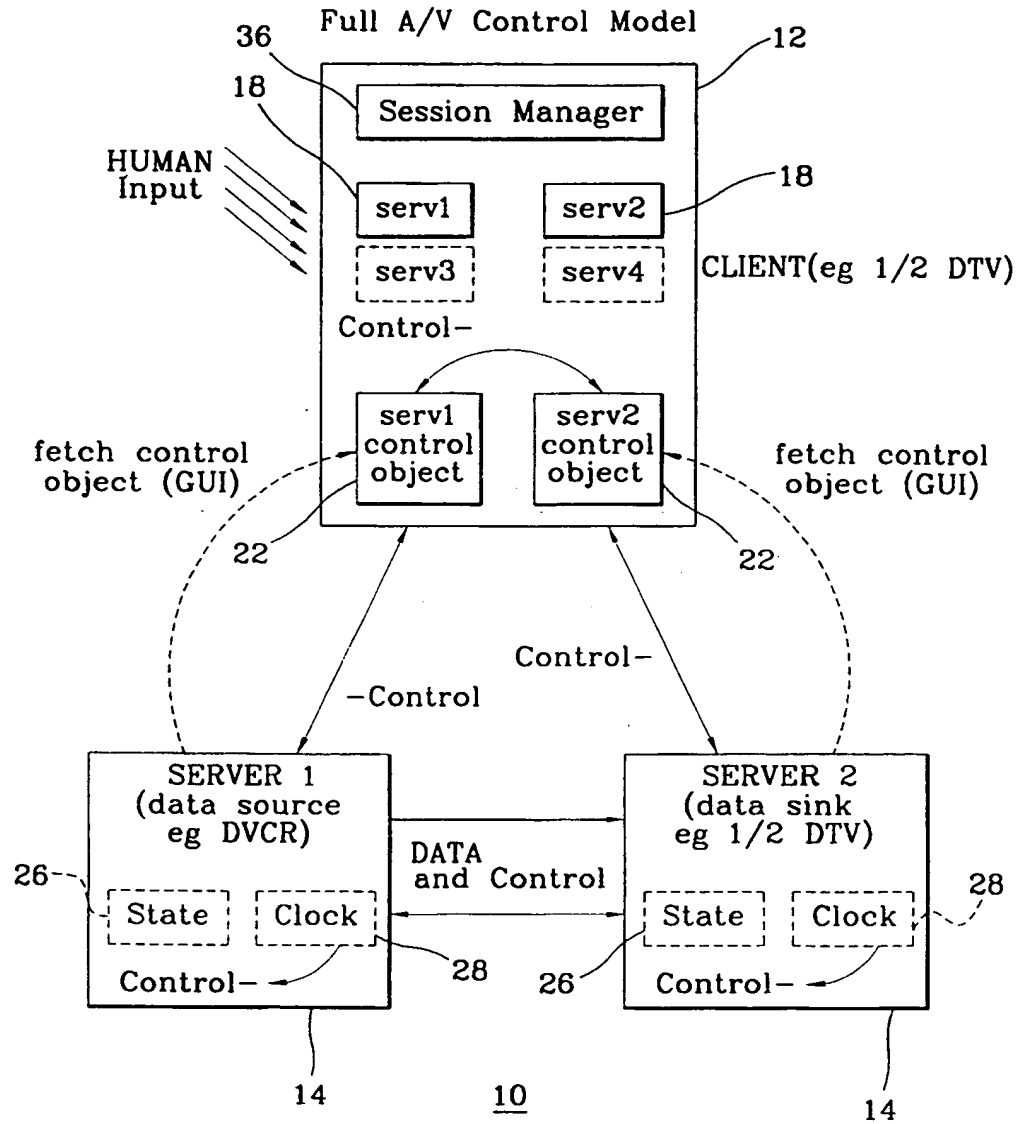 Full A/V Control Model
36
12
18
Session Manager
HUMAN
Input
serv1
serv2
18
serv3
serv4
CLIENT(eg 1/2 DTV)
Control-
serv1
control
object
serv2
control
object
fetch control
object (GUI)
fetch control
object (GUI)
22
22
Control-
-Control
SERVER 1
(data source
eg DVCR)
SERVER 2
(data sink
eg 1/2 DTV)
DATA
and Control
26
State
Clock
28
Control-
26
State
Clock
28
Control-
14
10
14